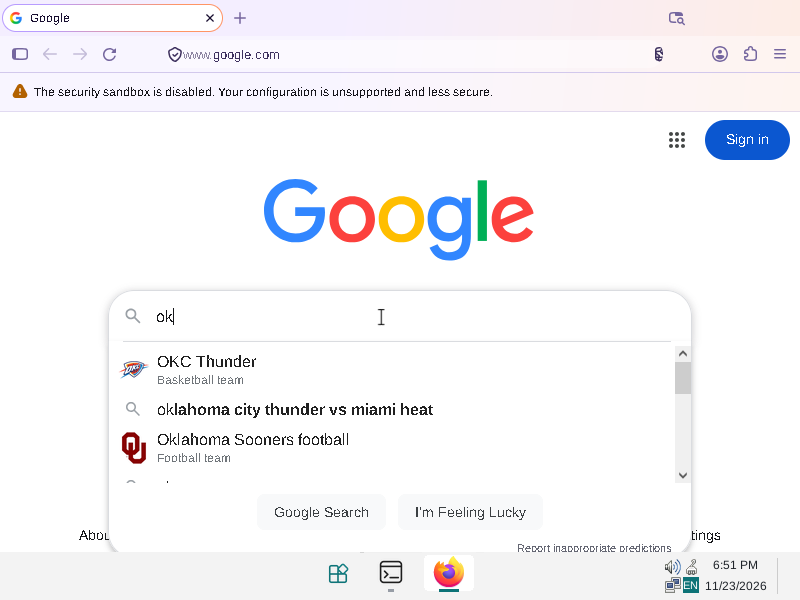 Google
www.google.com
The security sandbox is disabled. Your configuration is unsupported and less secure.
Sign in
Google
ok
OKC Thunder
Basketball team
oklahoma city thunder vs miami heat
Oklahoma Sooners football
Football team
Google Search
I'm Feeling Lucky
Report inappropriate predictions
6:51 PM
EN
11/23/2026